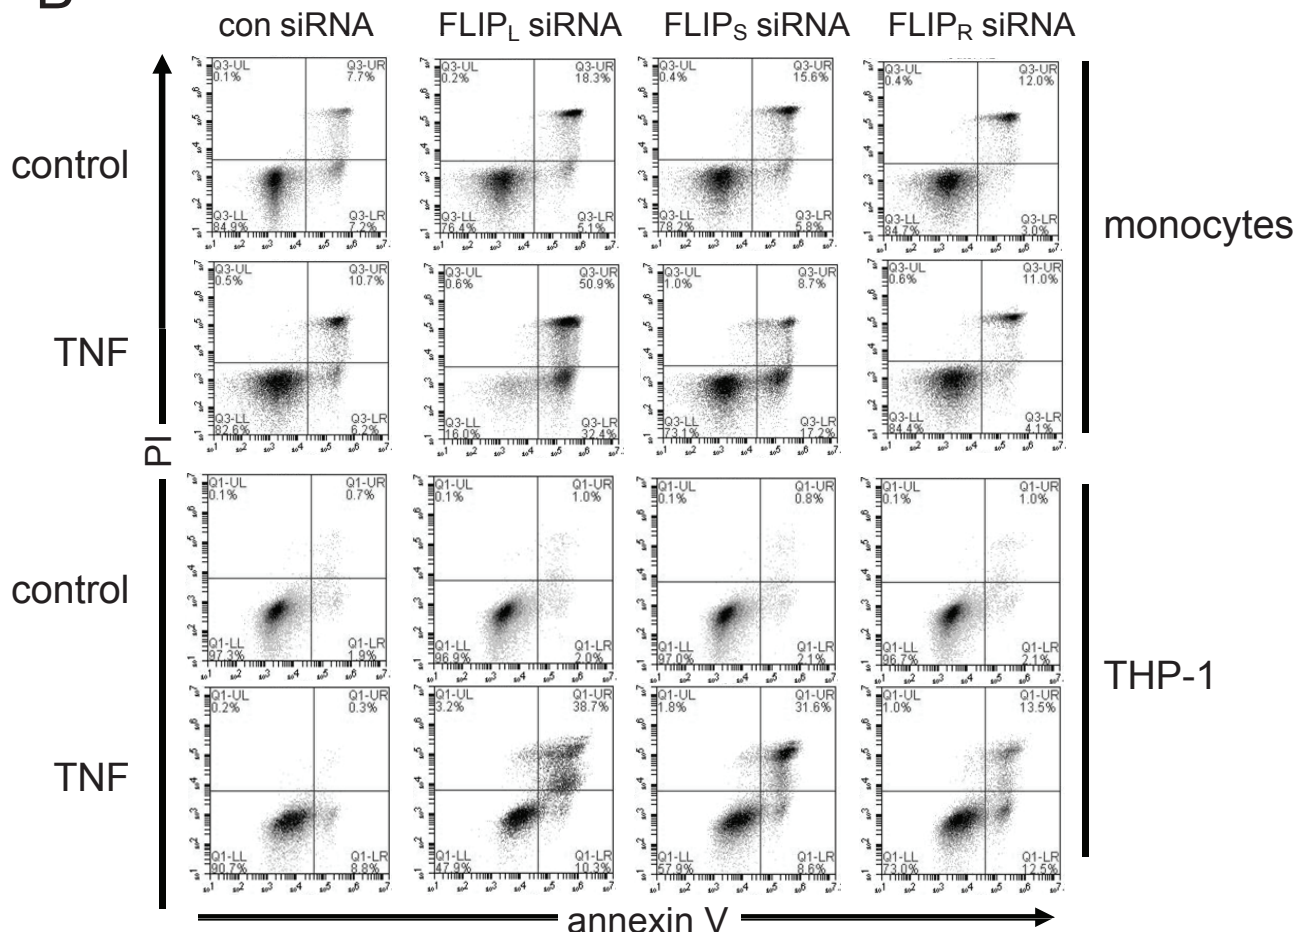 B
con siRNA FLIPL siRNA FLIPS siRNA FLIPR siRNA
control
Q3-UL Q3-UR
0.1% 7.7%
Q3-LL Q3-LR
84.9% 7.2%
Q3-UL Q3-UR
0.2% 18.3%
Q3-LL Q3-LR
76.4% 5.1%
Q3-UL Q3-UR
0.4% 15.6%
Q3-LL Q3-LR
78.2% 5.8%
Q3-UL Q3-UR
0.4% 12.0%
Q3-LL Q3-LR
84.7% 3.0%
monocytes
TNF
Q3-UL Q3-UR
0.5% 10.7%
Q3-LL Q3-LR
82.6% 6.2%
Q3-UL Q3-UR
0.6% 50.9%
Q3-LL Q3-LR
16.0% 32.4%
Q3-UL Q3-UR
1.0% 8.7%
Q3-LL Q3-LR
73.1% 17.2%
Q3-UL Q3-UR
0.6% 11.0%
Q3-LL Q3-LR
84.4% 4.1%
PI
control
Q1-UL Q1-UR
0.1% 0.7%
Q1-LL Q1-LR
97.3% 1.9%
Q1-UL Q1-UR
0.1% 1.0%
Q1-LL Q1-LR
96.9% 2.0%
Q1-UL Q1-UR
0.1% 0.8%
Q1-LL Q1-LR
97.0% 2.1%
Q1-UL Q1-UR
0.1% 1.0%
Q1-LL Q1-LR
96.7% 2.1%
THP-1
TNF
Q1-UL Q1-UR
0.2% 0.3%
Q1-LL Q1-LR
90.7% 8.8%
Q1-UL Q1-UR
3.2% 38.7%
Q1-LL Q1-LR
47.9% 10.3%
Q1-UL Q1-UR
1.8% 31.6%
Q1-LL Q1-LR
57.9% 8.6%
Q1-UL Q1-UR
1.0% 13.5%
Q1-LL Q1-LR
73.0% 12.5%
annexin V